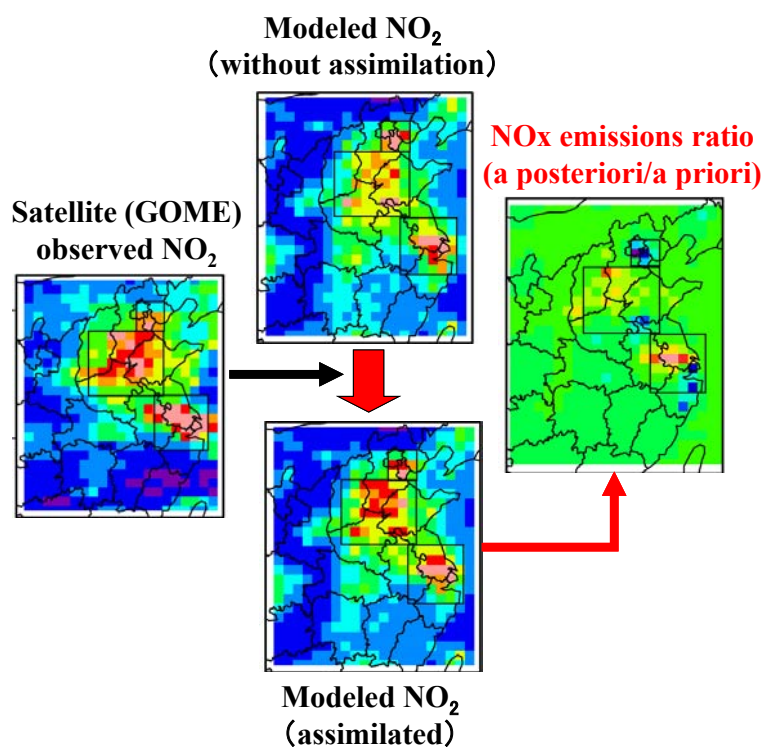 Modeled NO₂
（without assimilation）
NOx emissions ratio
(a posteriori/a priori)
Satellite (GOME)
observed NO₂
Modeled NO₂
（assimilated）